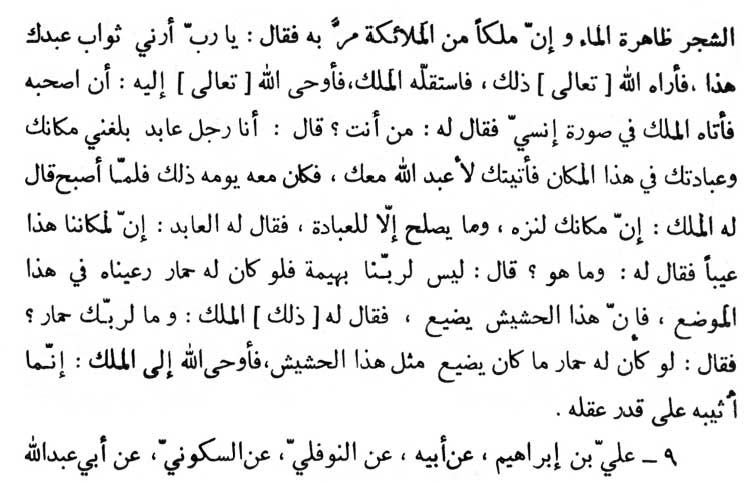 الشجر ظاهرة الماء و إنّ ملكاً من الملائكة مرَّ به فقال : يا ربّ أرني ثواب عبدك
هذا ، فأراه الله [ تعالى ] ذلك ، فاستقلّه الملك، فأوحى الله [ تعالى ] إليه : أن اصحبه
فأتاه الملك في صورة إنسيّ فقال له : من أنت ؟ قال : أنا رجل عابد بلغني مكانك
وعبادتك في هذا المكان فأتيتك لأعبد الله معك ، فكان معه يومه ذلك فلمّا أصبح قال
له الملك : إنّ مكانك لنزه ، وما يصلح إلّا للعبادة ، فقال له العابد : إنّ لمكاننا هذا
عيباً فقال له : وما هو ؟ قال : ليس لربّنا بهيمة فلو كان له حمار رعيناه في هذا
الموضع ، فإنّ هذا الحشيش يضيع ، فقال له [ ذلك ] الملك : و ما لربّك حمار ؟
فقال : لو كان له حمار ما كان يضيع مثل هذا الحشيش، فأوحى الله إلى الملك : إنّما
أثيبه على قدر عقله .
٩ ـ عليّ بن إبراهيم ، عن أبيه ، عن النوفليّ ، عن السكونيّ ، عن أبي عبدالله